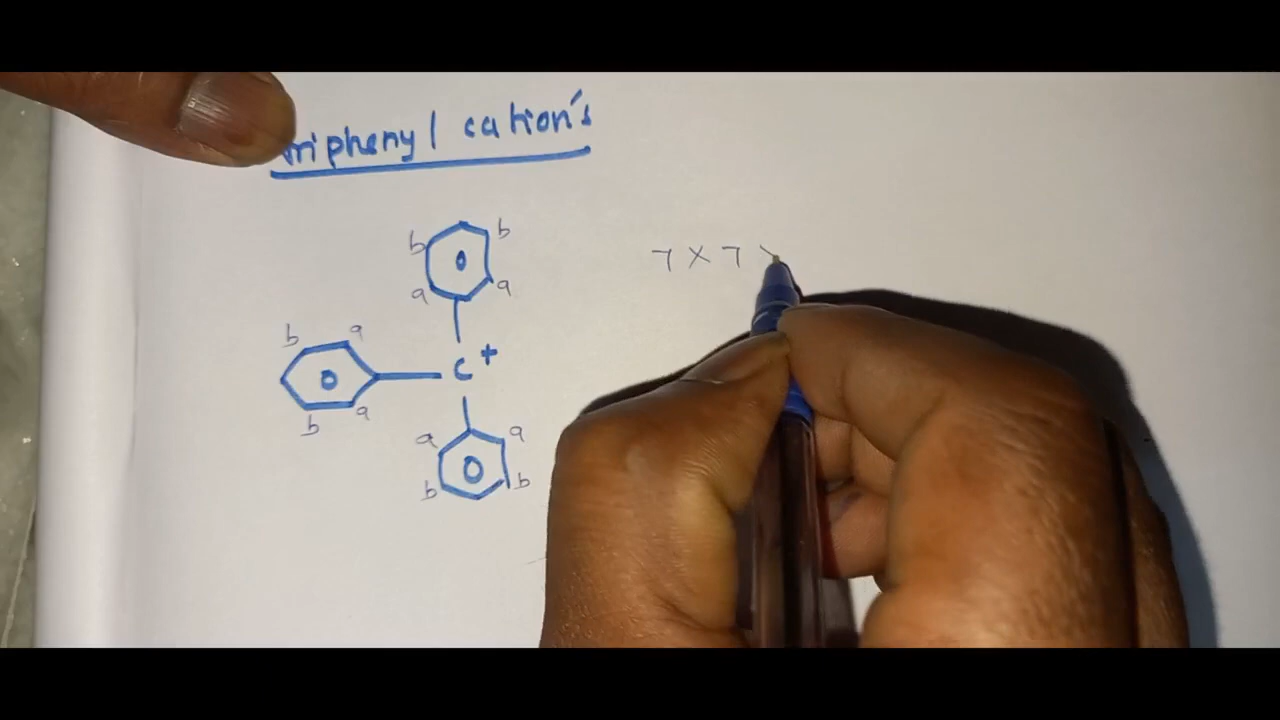 riphenyl cation's
b b
a a
7 x 7 x
b a
C +
b a
a a
b b